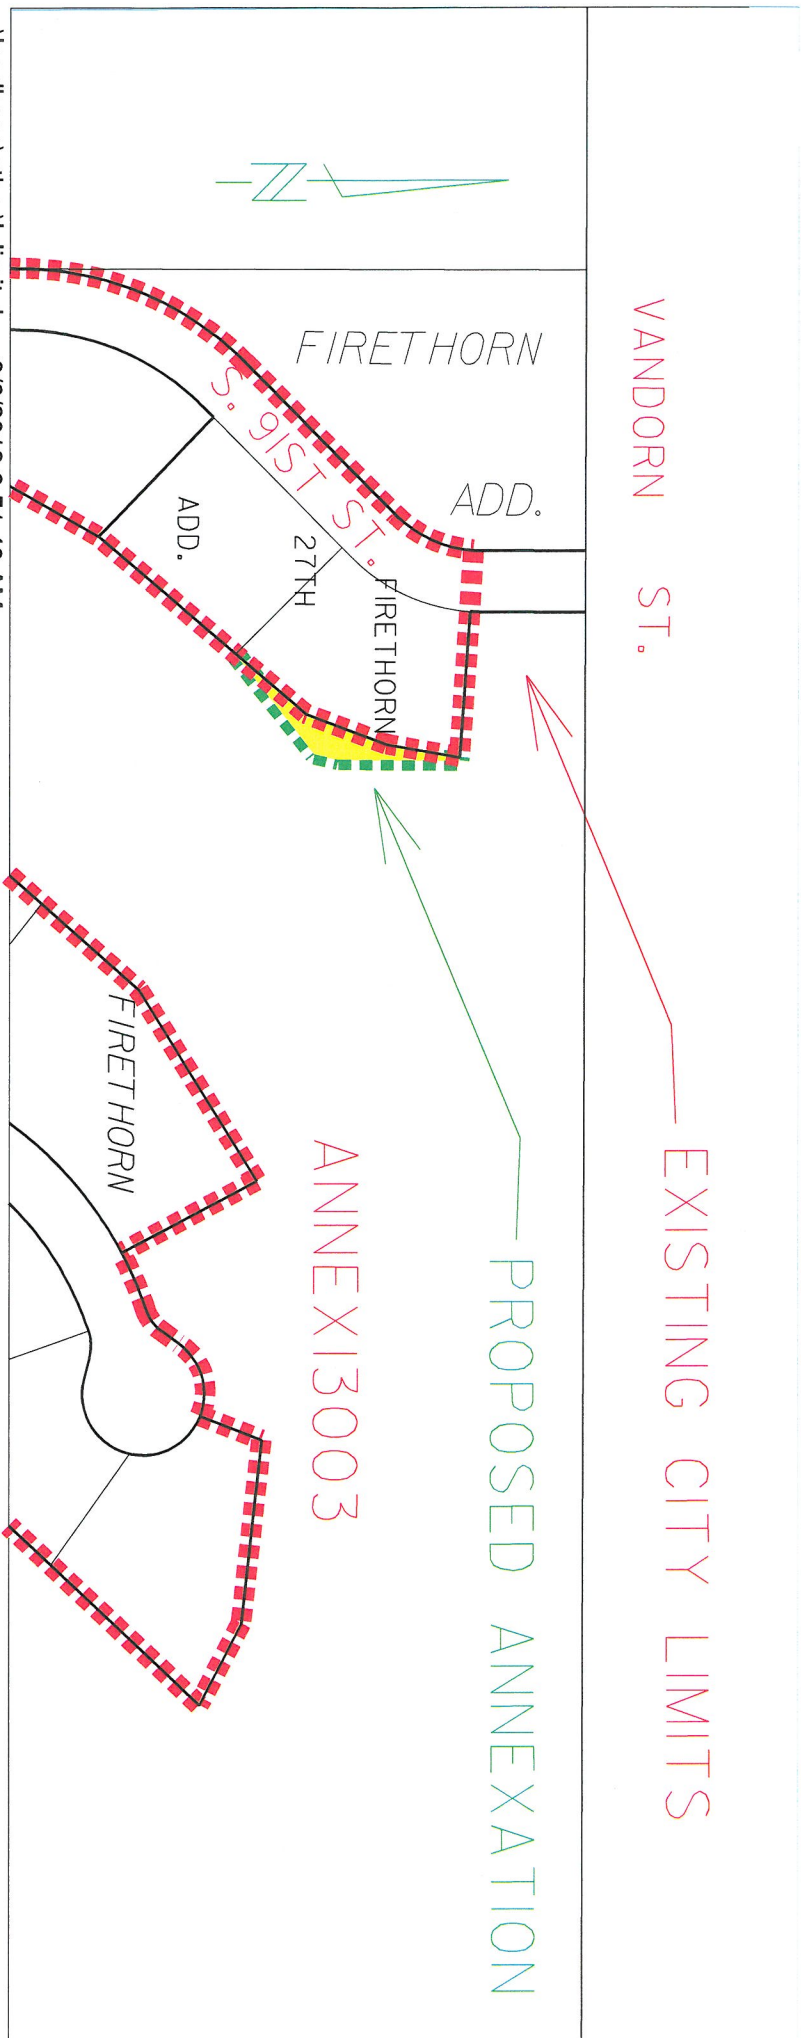 VANDORN ST.
N
FIRETHORN
ADD.
S. 91ST ST.
FIRETHORN
27TH
ADD.
EXISTING CITY LIMITS
PROPOSED ANNEXATION
ANNEX13003
FIRETHORN